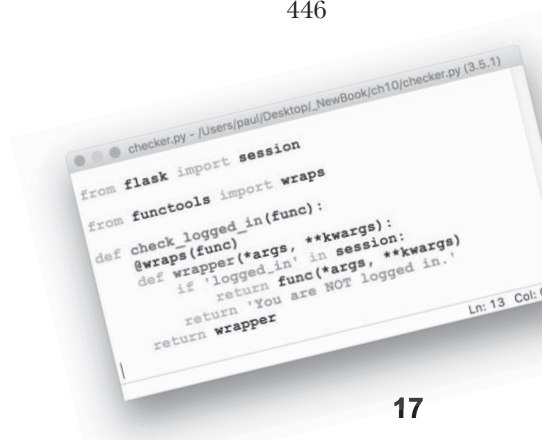 446
checker.py - /Users/paul/Desktop/_NewBook/ch10/checker.py (3.5.1)
from flask import session
from functools import wraps
def check_logged_in(func):
@wraps(func)
def wrapper(*args, **kwargs):
if 'logged_in' in session:
return func(*args, **kwargs)
return 'You are NOT logged in.'
return wrapper
Ln: 13 Col:
17